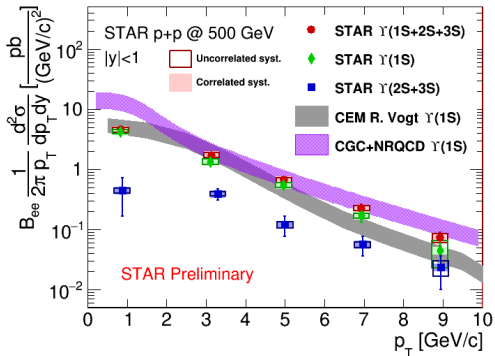 STAR p+p @ 500 GeV
|y|<1
Uncorrelated syst.
Correlated syst.
STAR ϒ(1S+2S+3S)
STAR ϒ(1S)
STAR ϒ(2S+3S)
CEM R. Vogt ϒ(1S)
CGC+NRQCD ϒ(1S)
STAR Preliminary
B_ee 1/(2π p_T) d²σ/(dp_T dy) [pb/(GeV/c)²]
10²
10
1
10⁻¹
10⁻²
0 1 2 3 4 5 6 7 8 9 10
p_T [GeV/c]